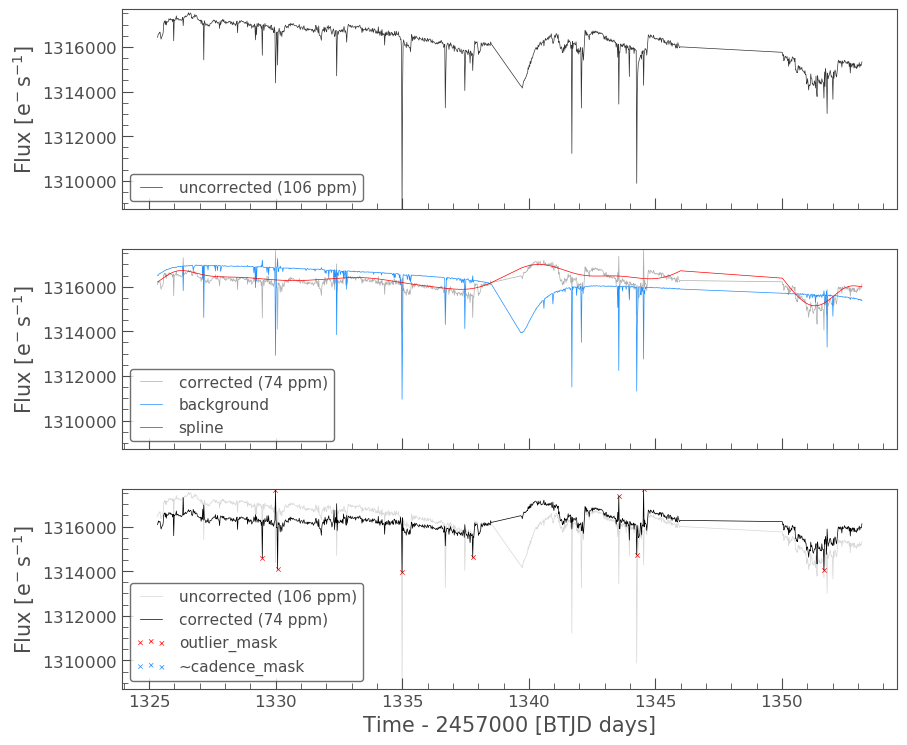 Flux [e⁻ s⁻¹]
1316000
1314000
1312000
1310000
uncorrected (106 ppm)
Flux [e⁻ s⁻¹]
1316000
1314000
1312000
1310000
corrected (74 ppm)
background
spline
Flux [e⁻ s⁻¹]
1316000
1314000
1312000
1310000
uncorrected (106 ppm)
corrected (74 ppm)
outlier_mask
~cadence_mask
1325 1330 1335 1340 1345 1350
Time - 2457000 [BTJD days]